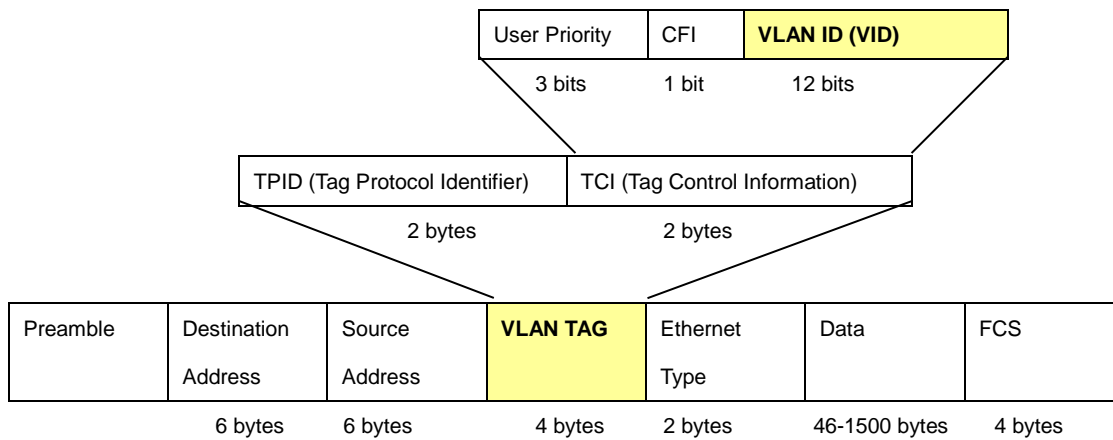 User Priority CFI VLAN ID (VID)
3 bits 1 bit 12 bits
TPID (Tag Protocol Identifier) TCI (Tag Control Information)
2 bytes 2 bytes
Preamble Destination Address Source Address VLAN TAG Ethernet Type Data FCS
6 bytes 6 bytes 4 bytes 2 bytes 46-1500 bytes 4 bytes